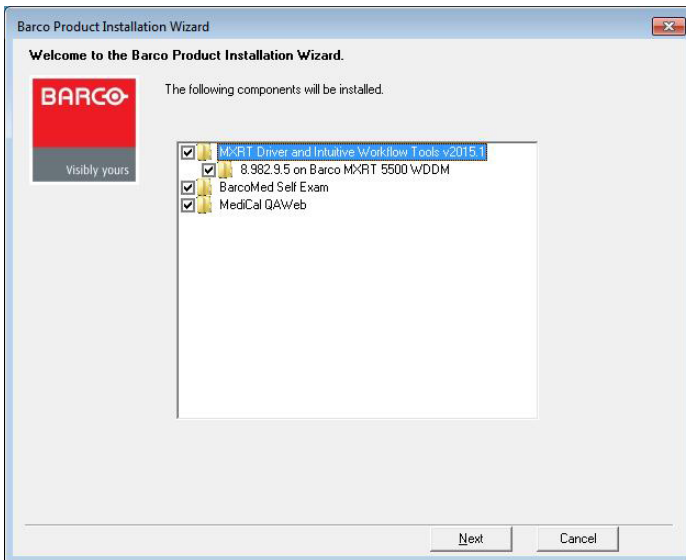 Barco Product Installation Wizard
Welcome to the Barco Product Installation Wizard.
BARCO
Visibly yours
The following components will be installed.
MXRT Driver and Intuitive Workflow Tools v2015.1
8.982.9.5 on Barco MXRT 5500 WDDM
BarcoMed Self Exam
MediCal QAWeb
Next
Cancel